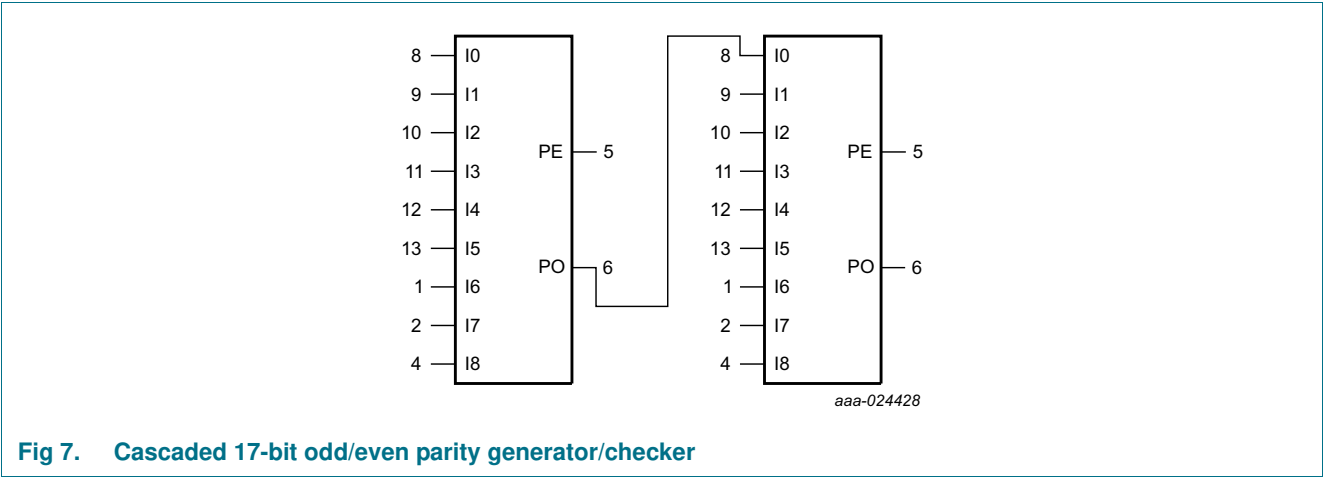 8 I0 8 I0
9 I1 9 I1
10 I2 10 I2
PE 5 PE 5
11 I3 11 I3
12 I4 12 I4
13 I5 13 I5
PO 6 PO 6
1 I6 1 I6
2 I7 2 I7
4 I8 4 I8
aaa-024428
Fig 7. Cascaded 17-bit odd/even parity generator/checker